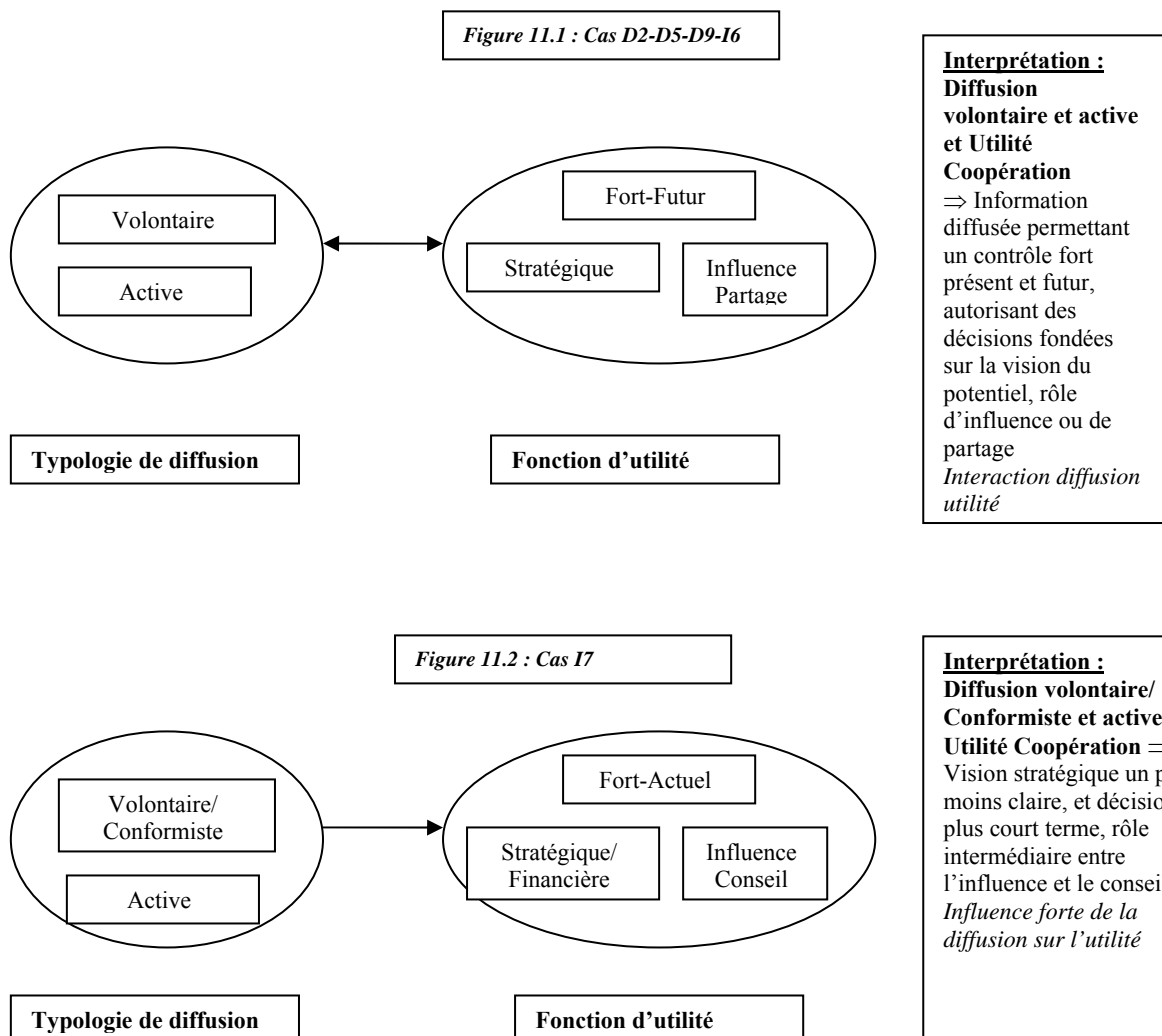 Figure 11.1 : Cas D2-D5-D9-I6
Volontaire
Active
Fort-Futur
Stratégique
Influence
Partage
Typologie de diffusion
Fonction d'utilité
Interprétation :
Diffusion
volontaire et active
et Utilité
Coopération
⇒ Information
diffusée permettant
un contrôle fort
présent et futur,
autorisant des
décisions fondées
sur la vision du
potentiel, rôle
d'influence ou de
partage
Interaction diffusion
utilité
Figure 11.2 : Cas I7
Volontaire/
Conformiste
Active
Fort-Actuel
Stratégique/
Financière
Influence
Conseil
Typologie de diffusion
Fonction d'utilité
Interprétation :
Diffusion volontaire/
Conformiste et active
Utilité Coopération
Vision stratégique un
moins claire, et
plus court terme, rôle
intermédiaire entre
l'influence et le conseil
Influence forte de la
diffusion sur l'utilité